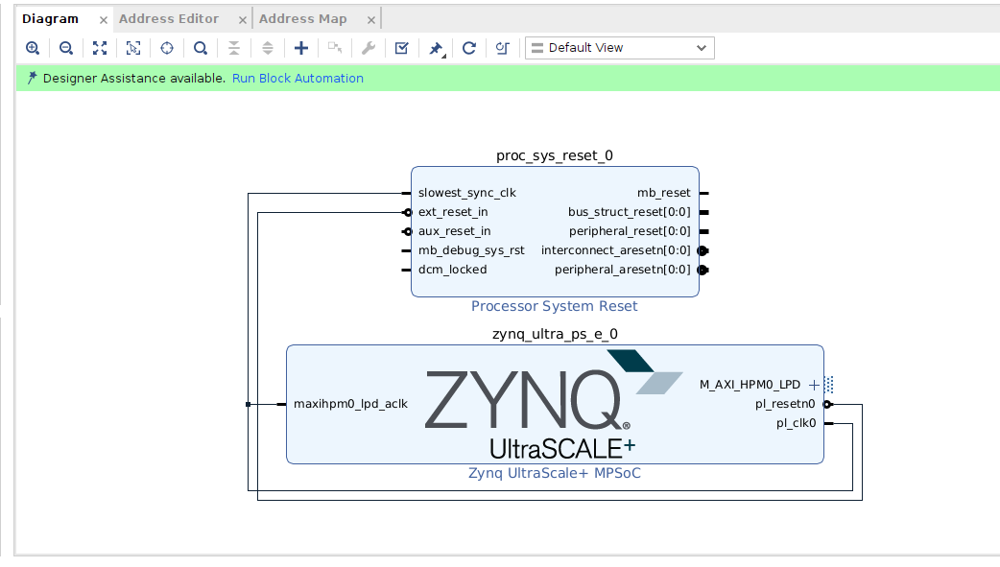 Diagram
Address Editor
Address Map
Default View
Designer Assistance available. Run Block Automation
proc_sys_reset_0
slowest_sync_clk
mb_reset
ext_reset_in
bus_struct_reset[0:0]
aux_reset_in
peripheral_reset[0:0]
mb_debug_sys_rst
interconnect_aresetn[0:0]
dcm_locked
peripheral_aresetn[0:0]
Processor System Reset
zynq_ultra_ps_e_0
M_AXI_HPM0_LPD
maxihpm0_lpd_aclk
ZYNQ®
pl_resetn0
pl_clk0
UltraSCALE+
Zynq UltraScale+ MPSoC